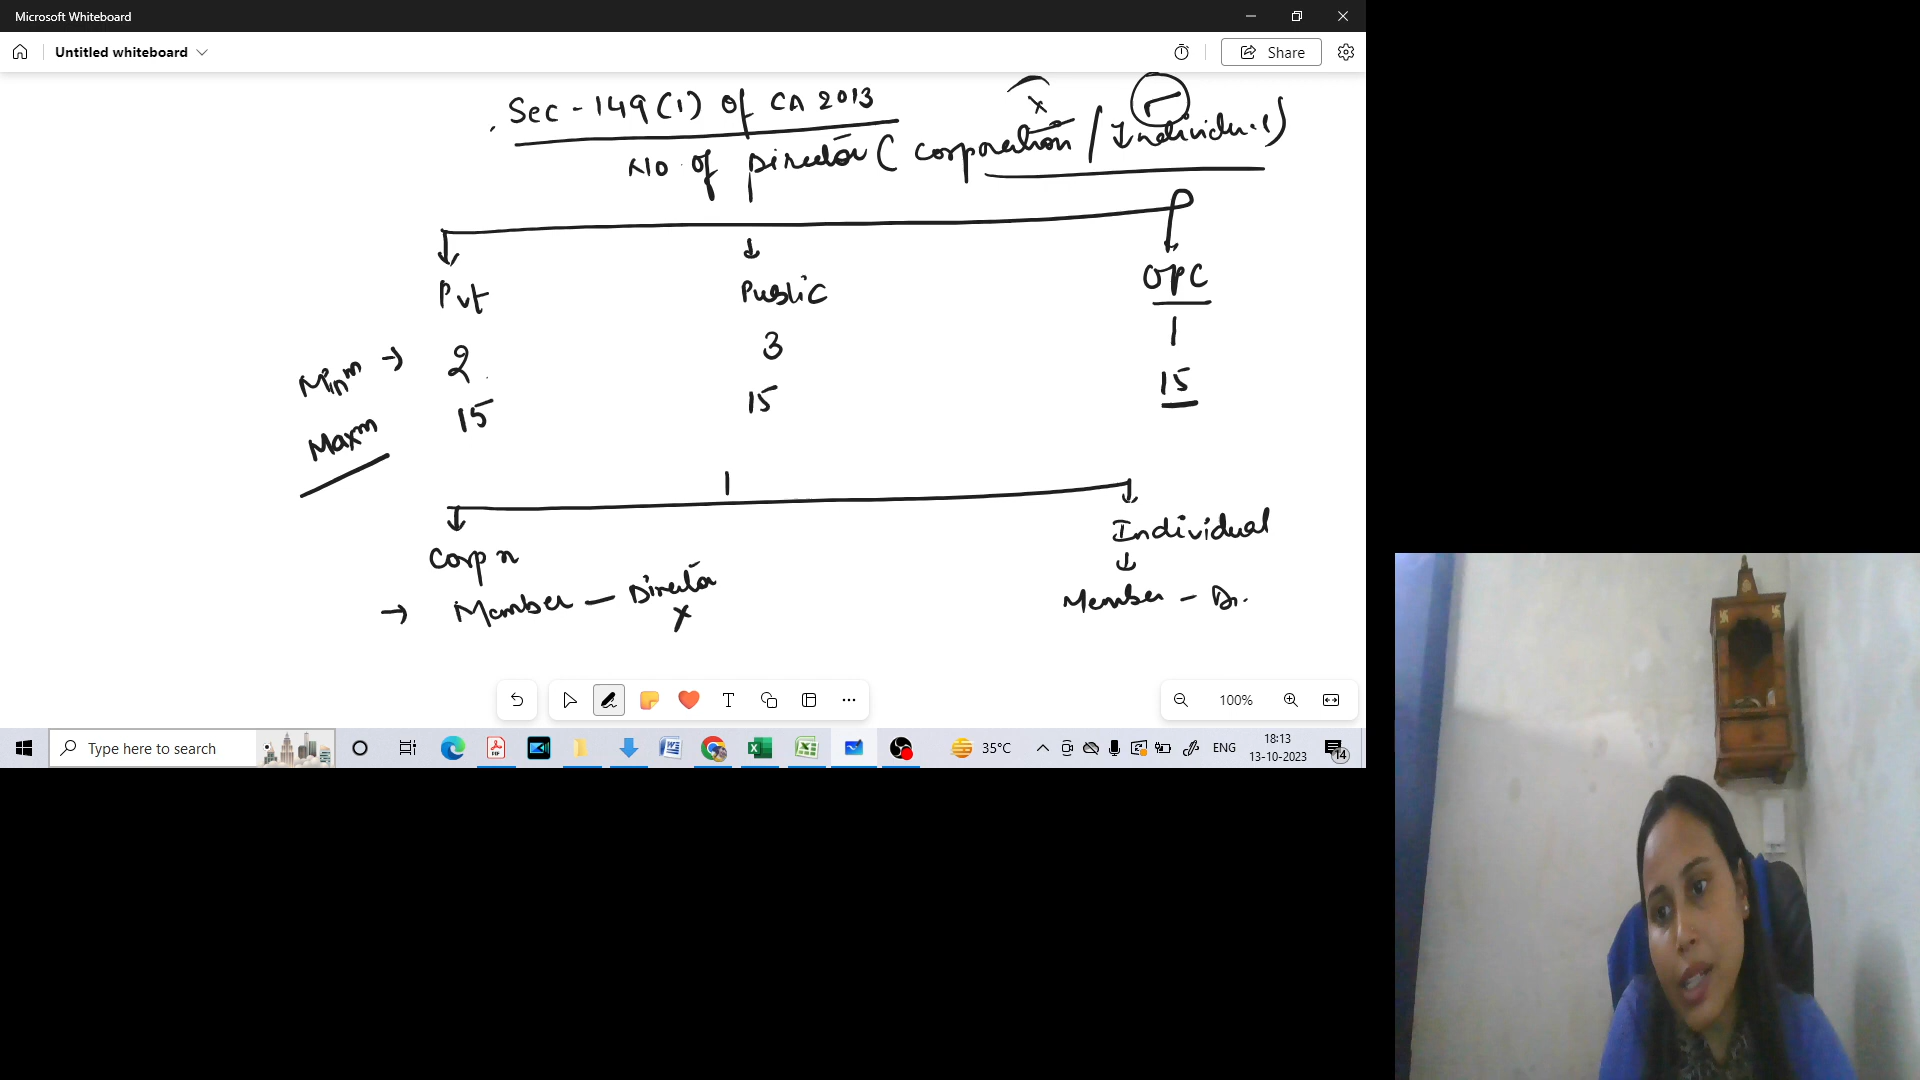 Microsoft Whiteboard
Untitled whiteboard
Share
Sec - 149(1) of CA 2013
x
No. of Director ( corporation / Individual)
Pvt Public OPC
Minm → 2 3 1
Maxm 15 15 15
Corpn Individual
→ Member - Director Member - Dr.
x
T
100%
Type here to search
35°C
ENG
18:13
13-10-2023
14